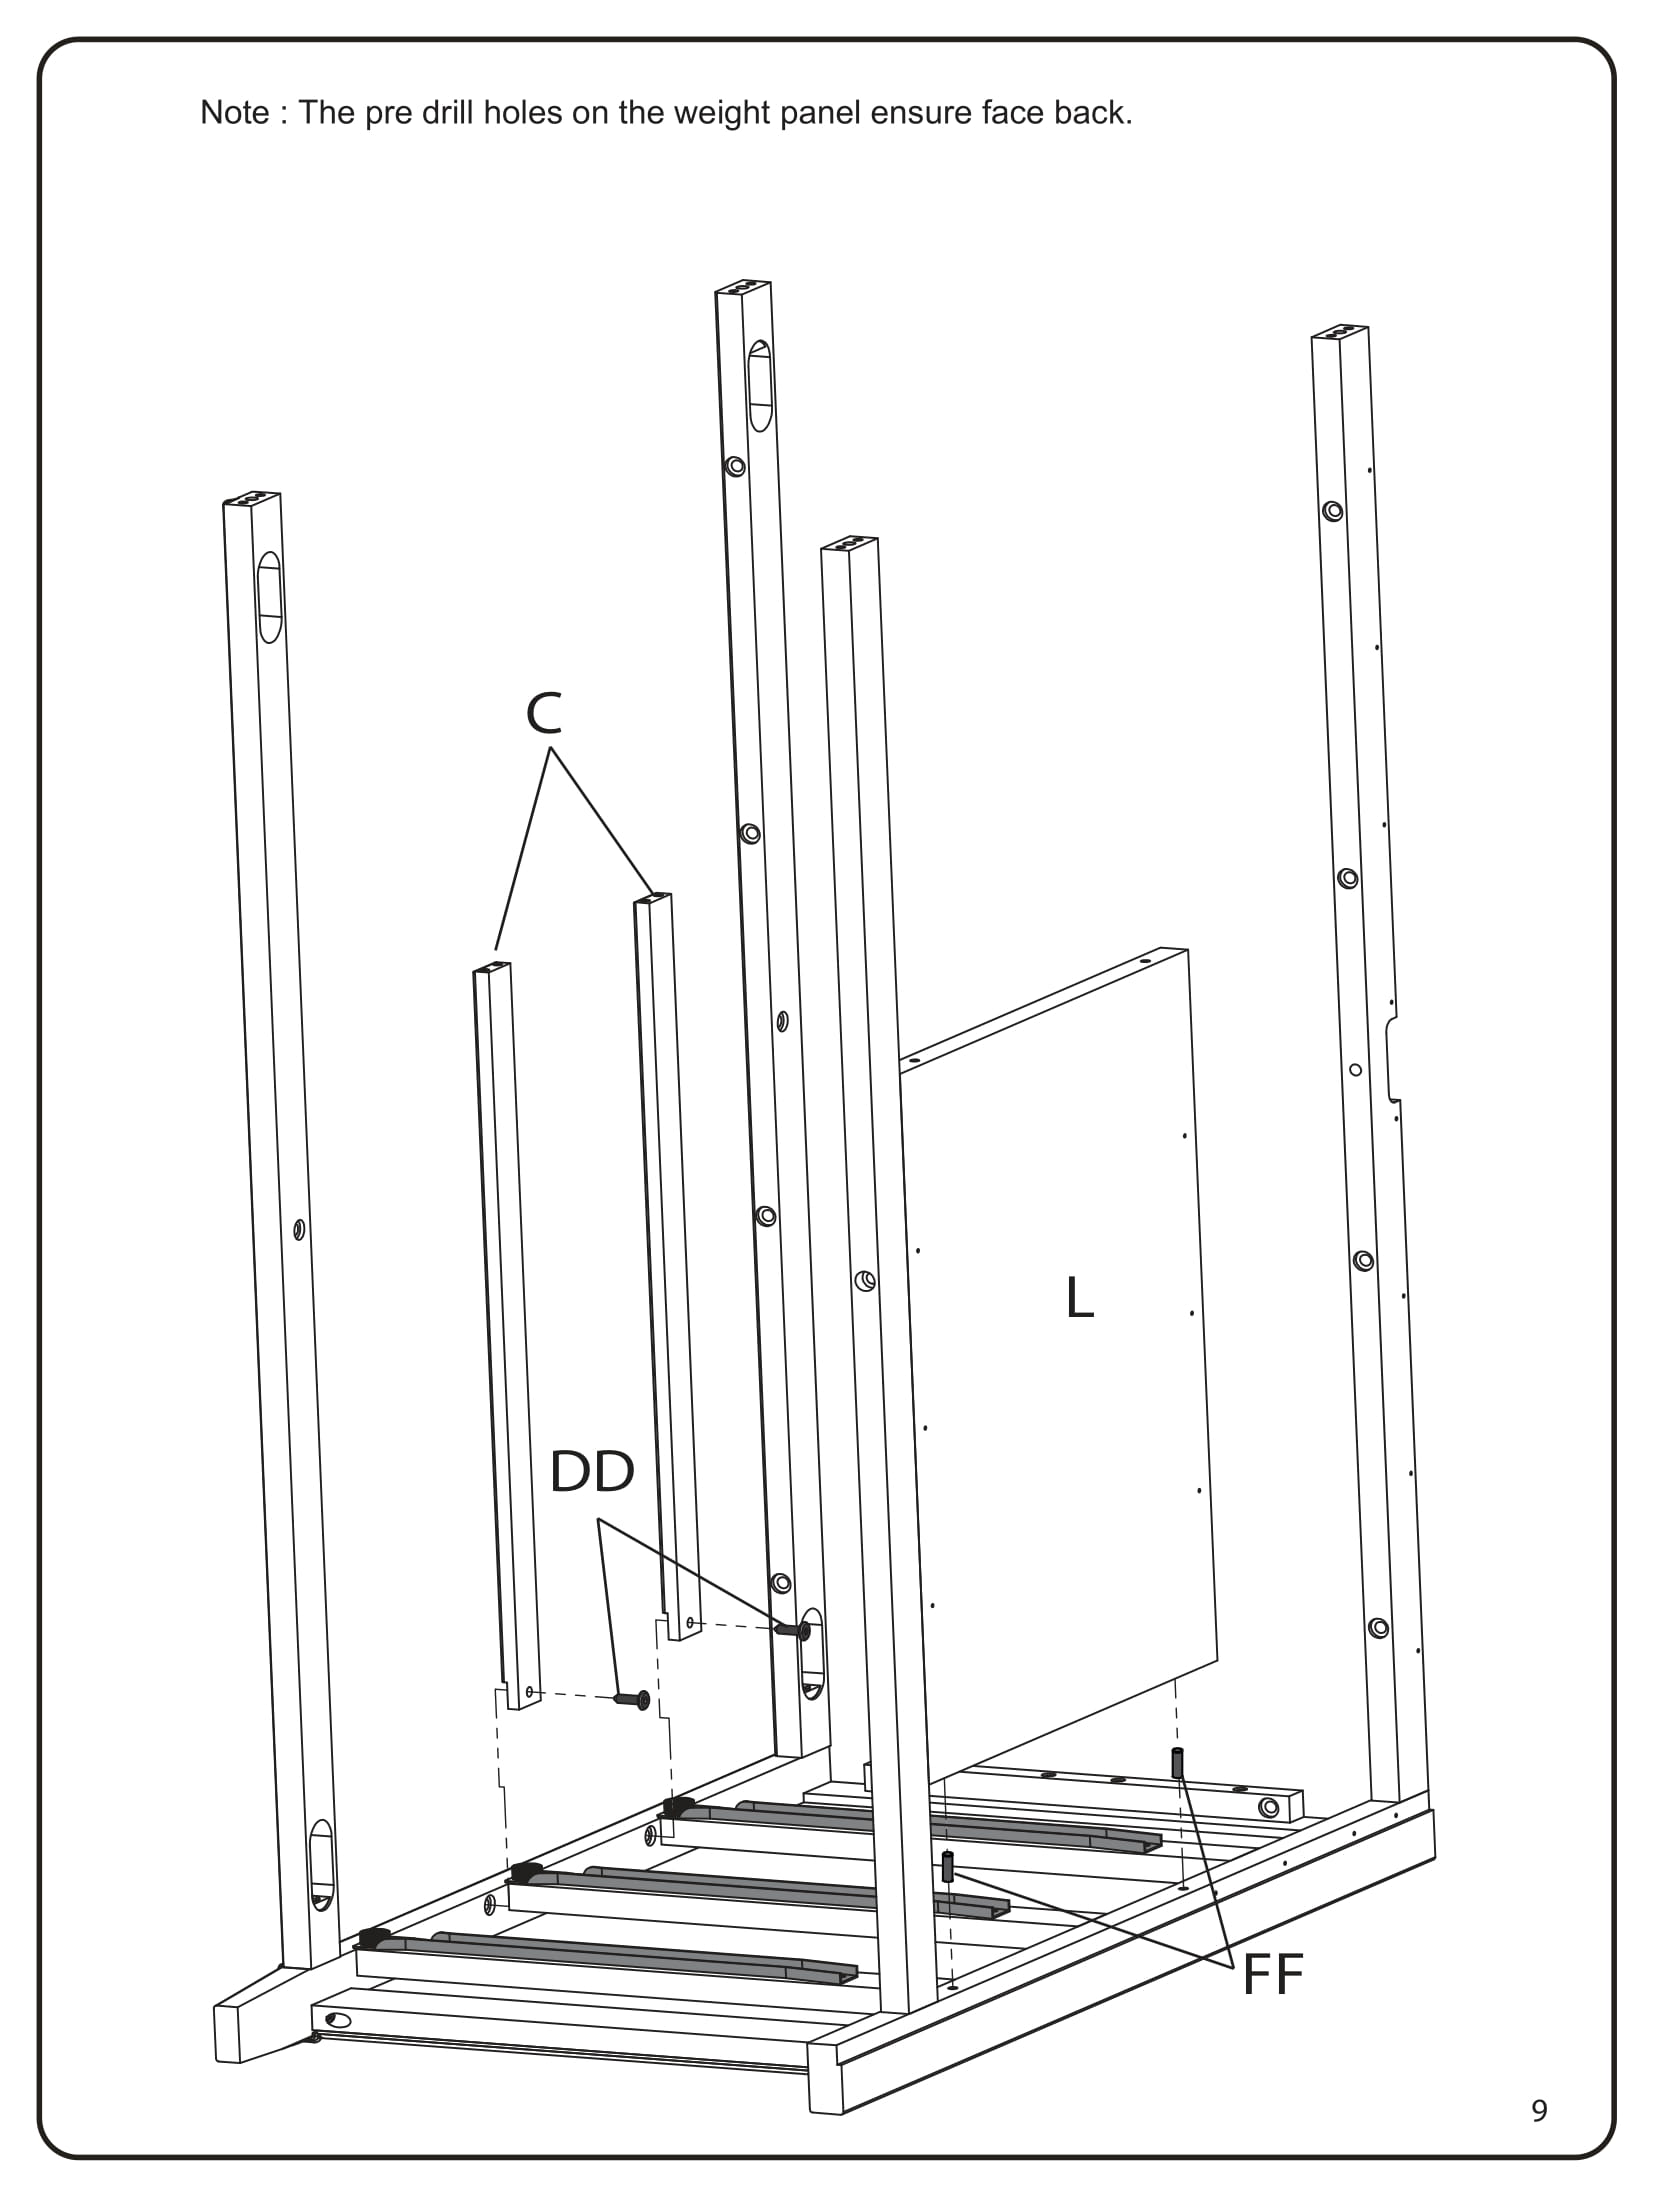 Note : The pre drill holes on the weight panel ensure face back.
C
L
DD
FF
9